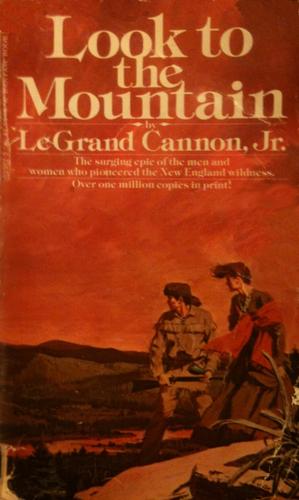 Look to
the
Mountain
by
LeGrand Cannon, Jr.
The surging epic of the men and
women who pioneered the New England wildness.
Over one million copies in print!